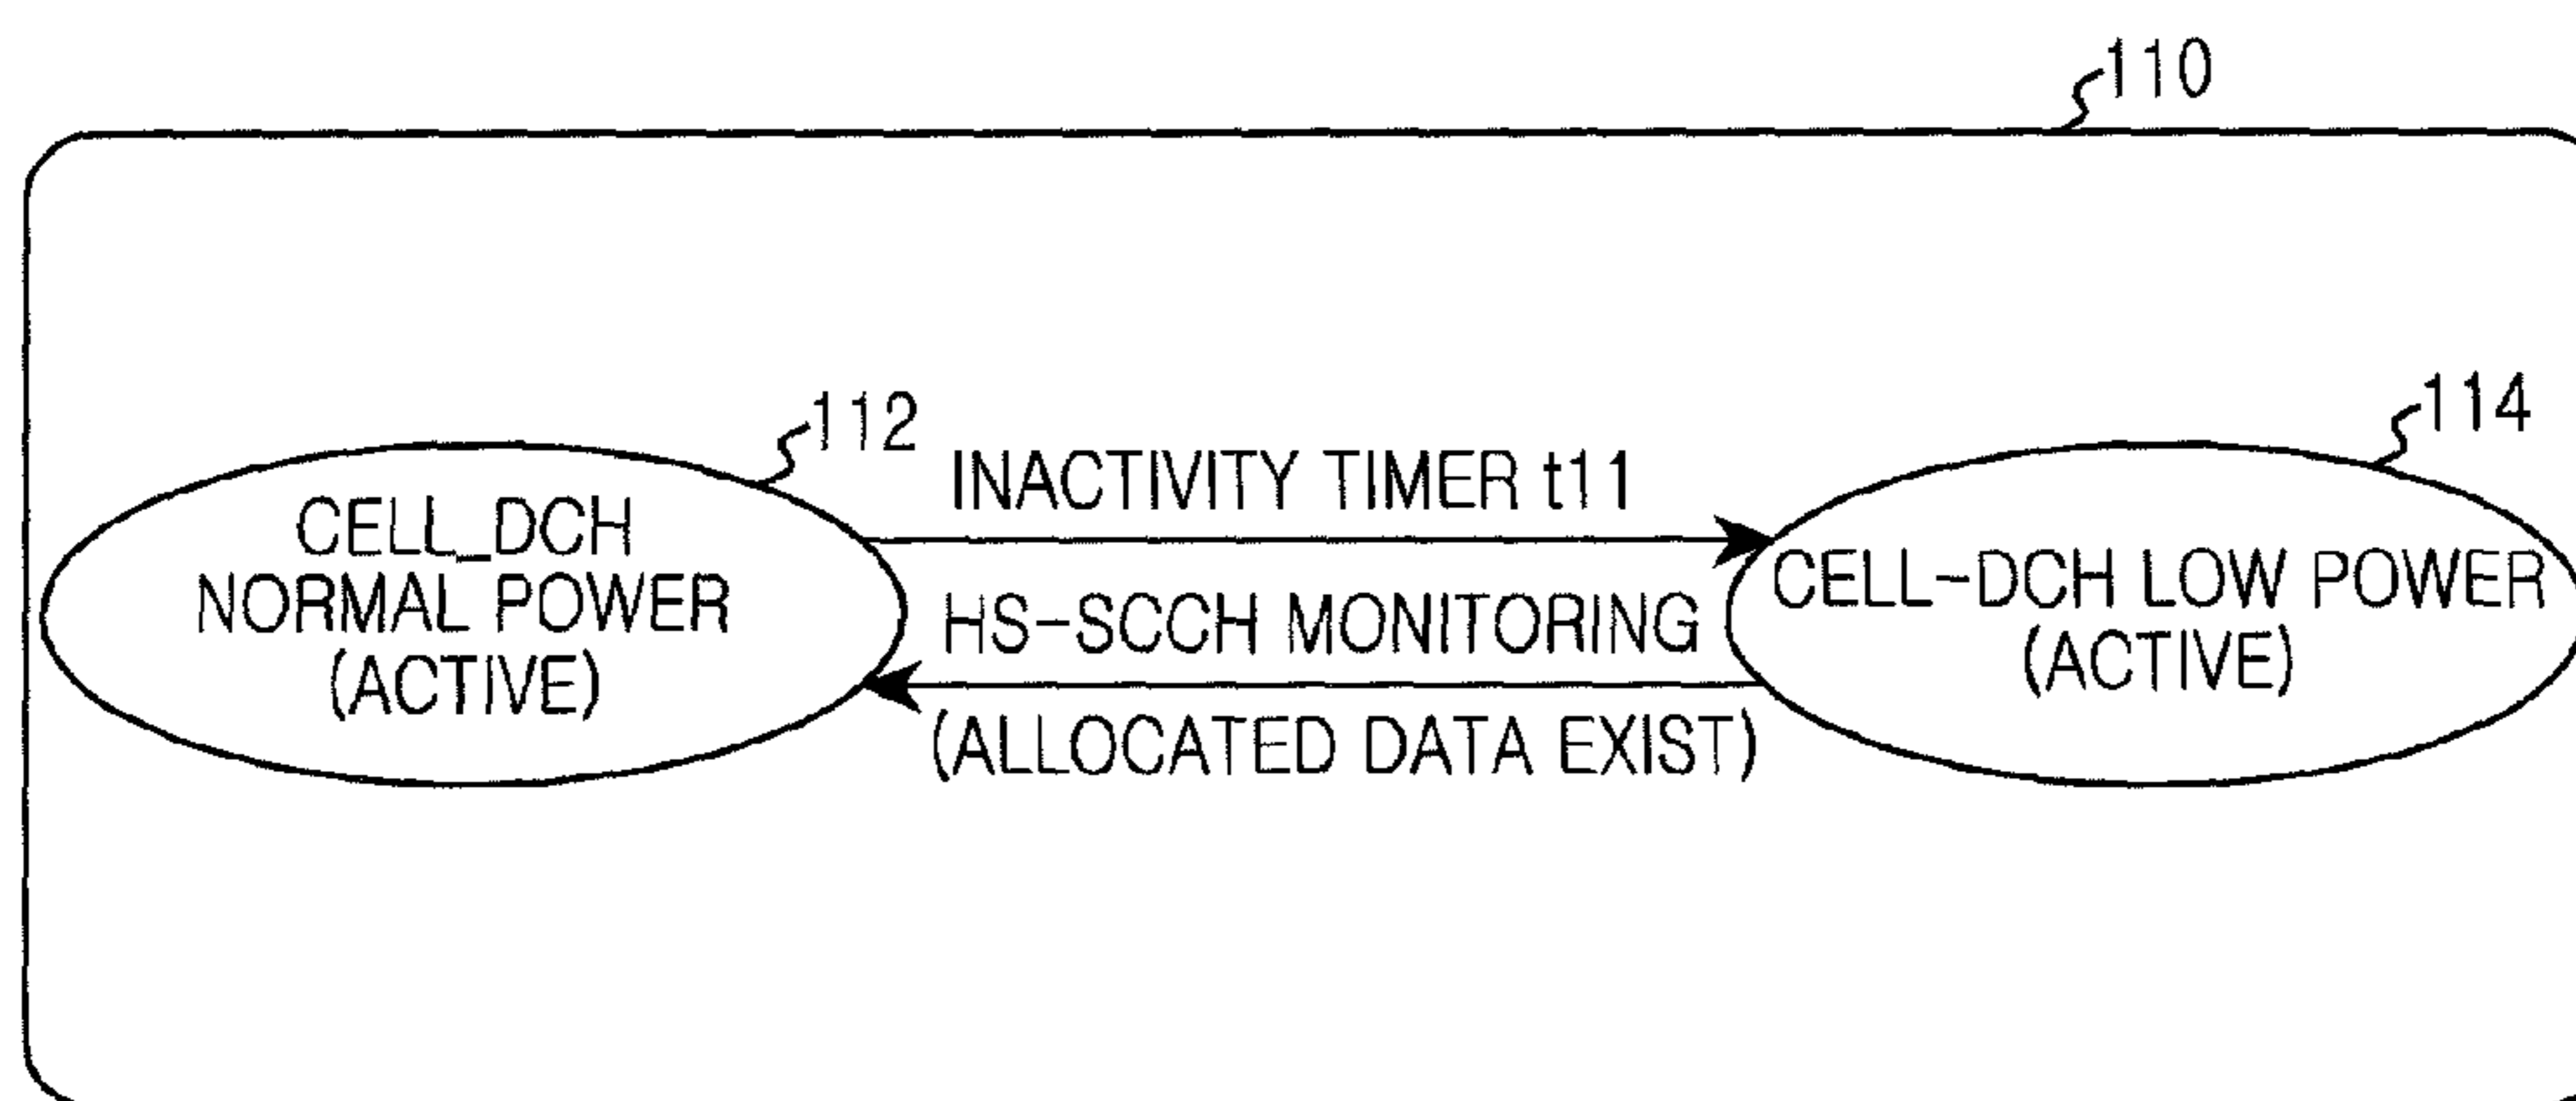 110
112
114
INACTIVITY TIMER t11
CELL_DCH
NORMAL POWER
(ACTIVE)
HS-SCCH MONITORING
(ALLOCATED DATA EXIST)
CELL-DCH LOW POWER
(ACTIVE)